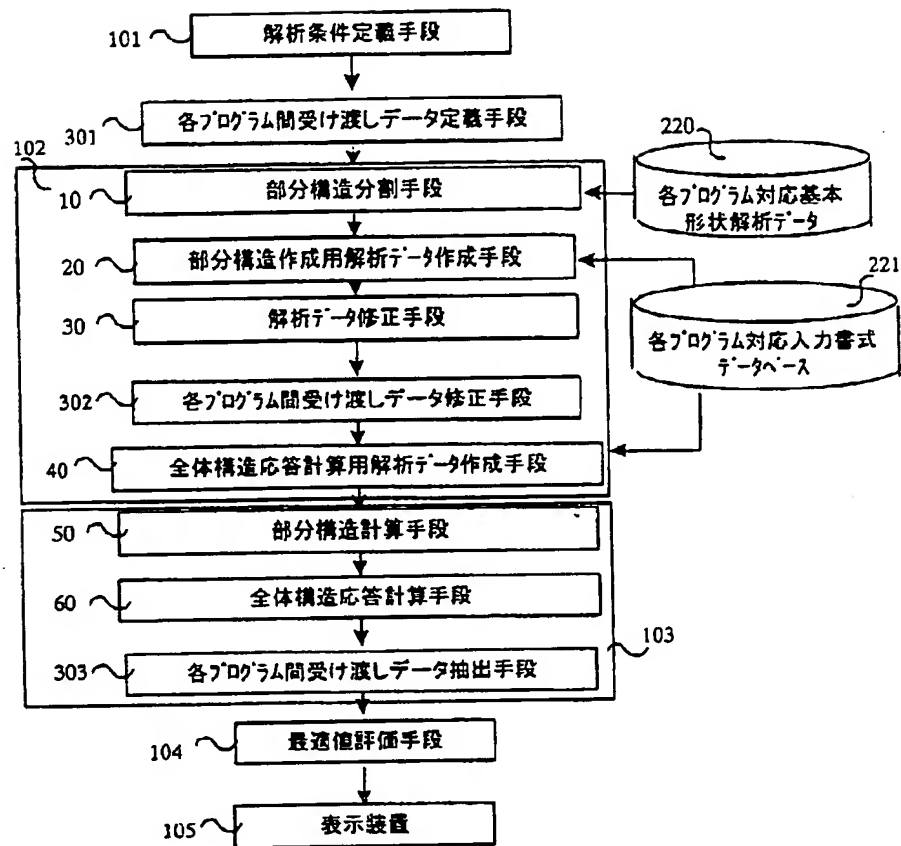 101
解析条件定義手段
301
各プログラム間受け渡しデータ定義手段
102
10
部分構造分割手段
220
各プログラム対応基本
形状解析データ
20
部分構造作成用解析データ作成手段
221
各プログラム対応入力書式
データベース
30
解析データ修正手段
302
各プログラム間受け渡しデータ修正手段
40
全体構造応答計算用解析データ作成手段
50
部分構造計算手段
60
全体構造応答計算手段
103
303
各プログラム間受け渡しデータ抽出手段
104
最適値評価手段
105
表示装置